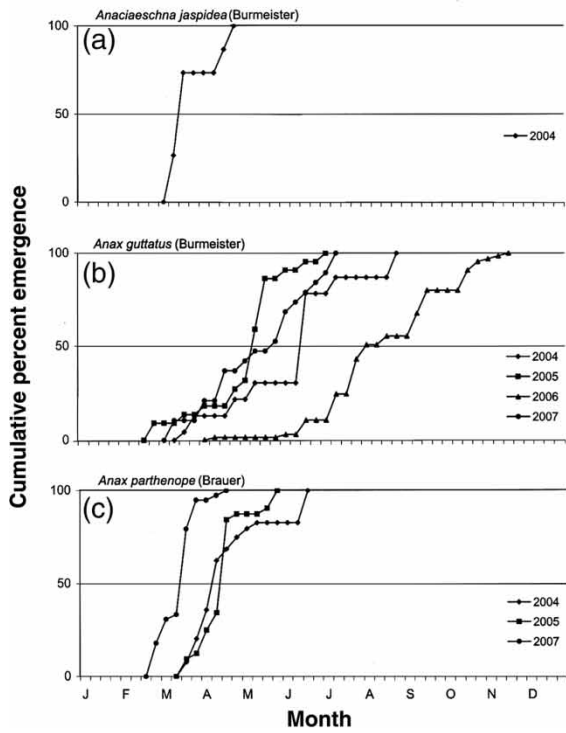 Anaciaeschna jaspidea (Burmeister)
(a)
100
50
0
2004
Cumulative percent emergence
Anax guttatus (Burmeister)
(b)
100
50
0
2004
2005
2006
2007
Anax parthenope (Brauer)
(c)
100
50
0
2004
2005
2007
J F M A M J J A S O N D
Month